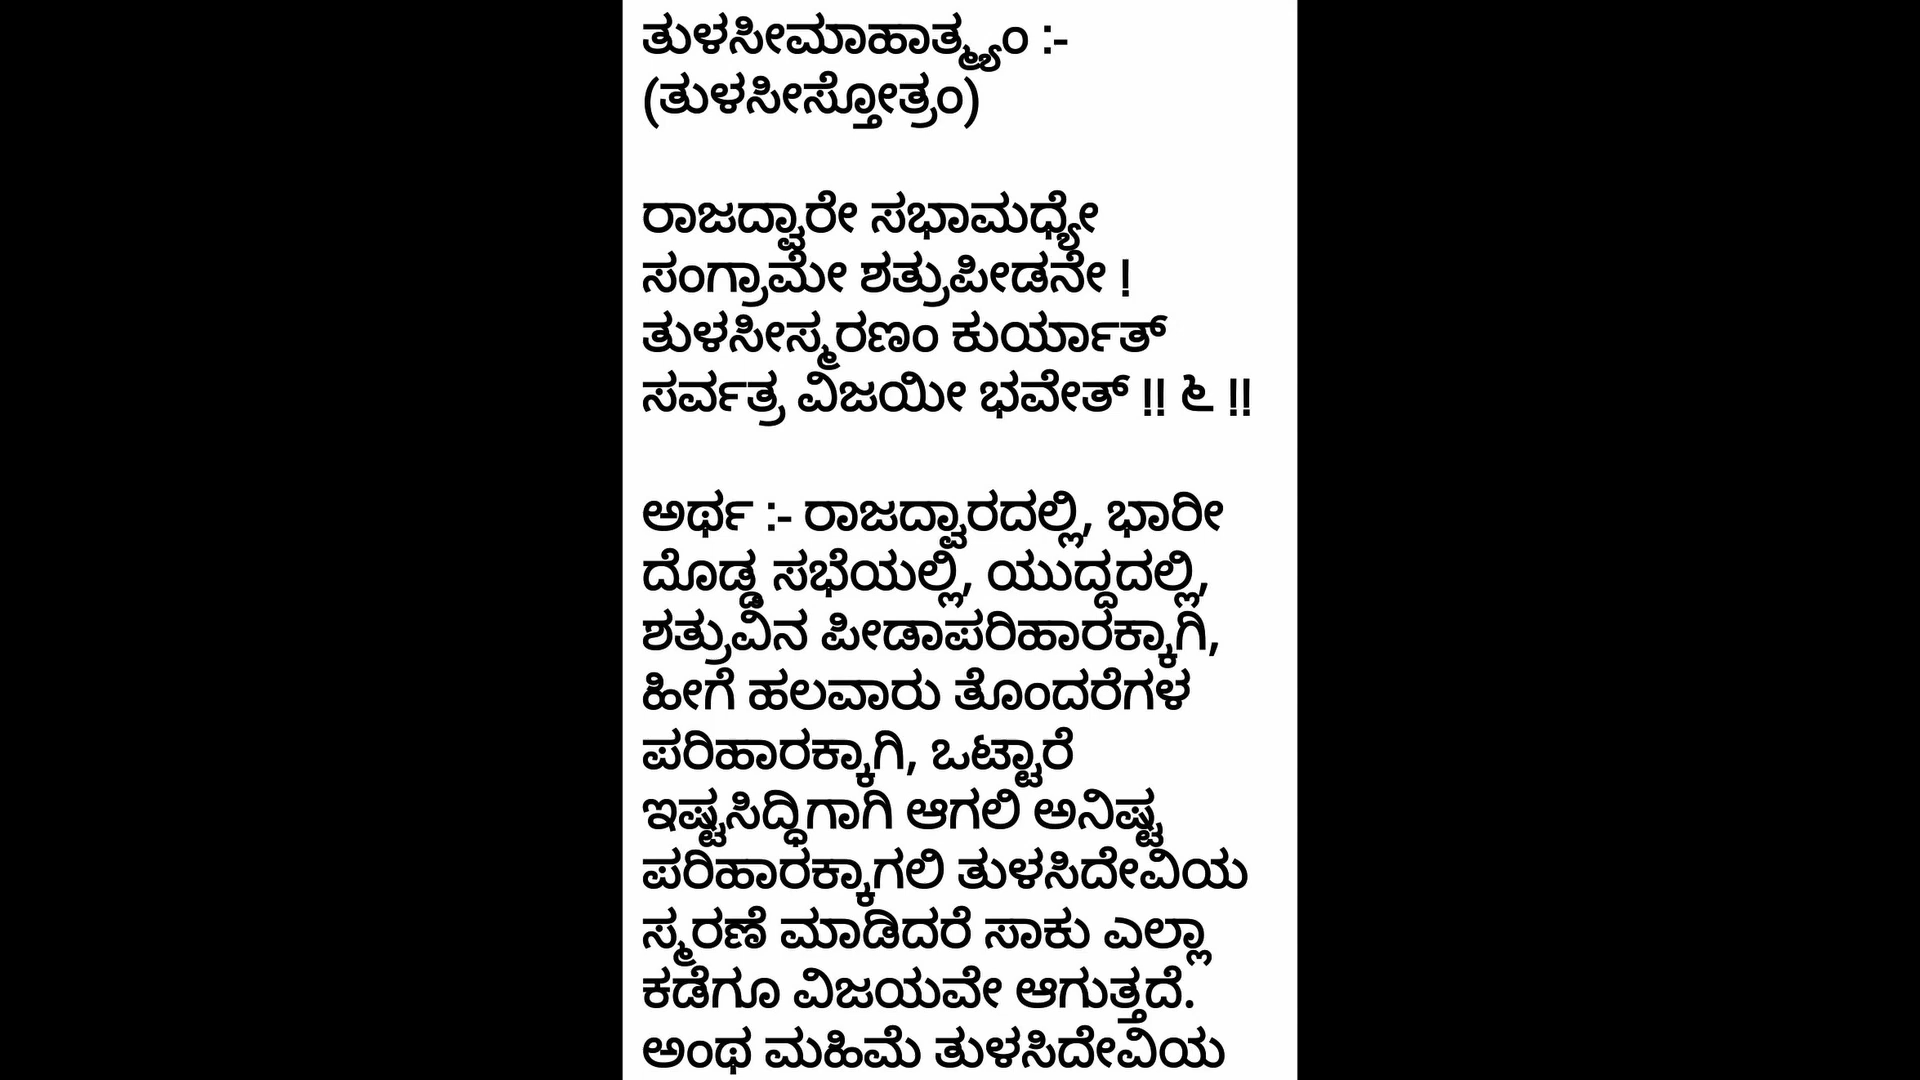 ತುಳಸೀಮಾಹಾತ್ಮ್ಯಂ :-
(ತುಳಸೀಸ್ತೋತ್ರಂ)
ರಾಜದ್ವಾರೇ ಸಭಾಮಧ್ಯೇ
ಸಂಗ್ರಾಮೇ ಶತ್ರುಪೀಡನೇ !
ತುಳಸೀಸ್ಮರಣಂ ಕುರ್ಯಾತ್
ಸರ್ವತ್ರ ವಿಜಯೀ ಭವೇತ್ !! ೬ !!
ಅರ್ಥ :- ರಾಜದ್ವಾರದಲ್ಲಿ, ಭಾರೀ
ದೊಡ್ಡ ಸಭೆಯಲ್ಲಿ, ಯುದ್ಧದಲ್ಲಿ,
ಶತ್ರುವಿನ ಪೀಡಾಪರಿಹಾರಕ್ಕಾಗಿ,
ಹೀಗೆ ಹಲವಾರು ತೊಂದರೆಗಳ
ಪರಿಹಾರಕ್ಕಾಗಿ, ಒಟ್ಟಾರೆ
ಇಷ್ಟಸಿದ್ಧಿಗಾಗಿ ಆಗಲಿ ಅನಿಷ್ಟ
ಪರಿಹಾರಕ್ಕಾಗಲಿ ತುಳಸಿದೇವಿಯ
ಸ್ಮರಣೆ ಮಾಡಿದರೆ ಸಾಕು ಎಲ್ಲಾ
ಕಡೆಗೂ ವಿಜಯವೇ ಆಗುತ್ತದೆ.
ಅಂಥ ಮಹಿಮೆ ತುಳಸಿದೇವಿಯ